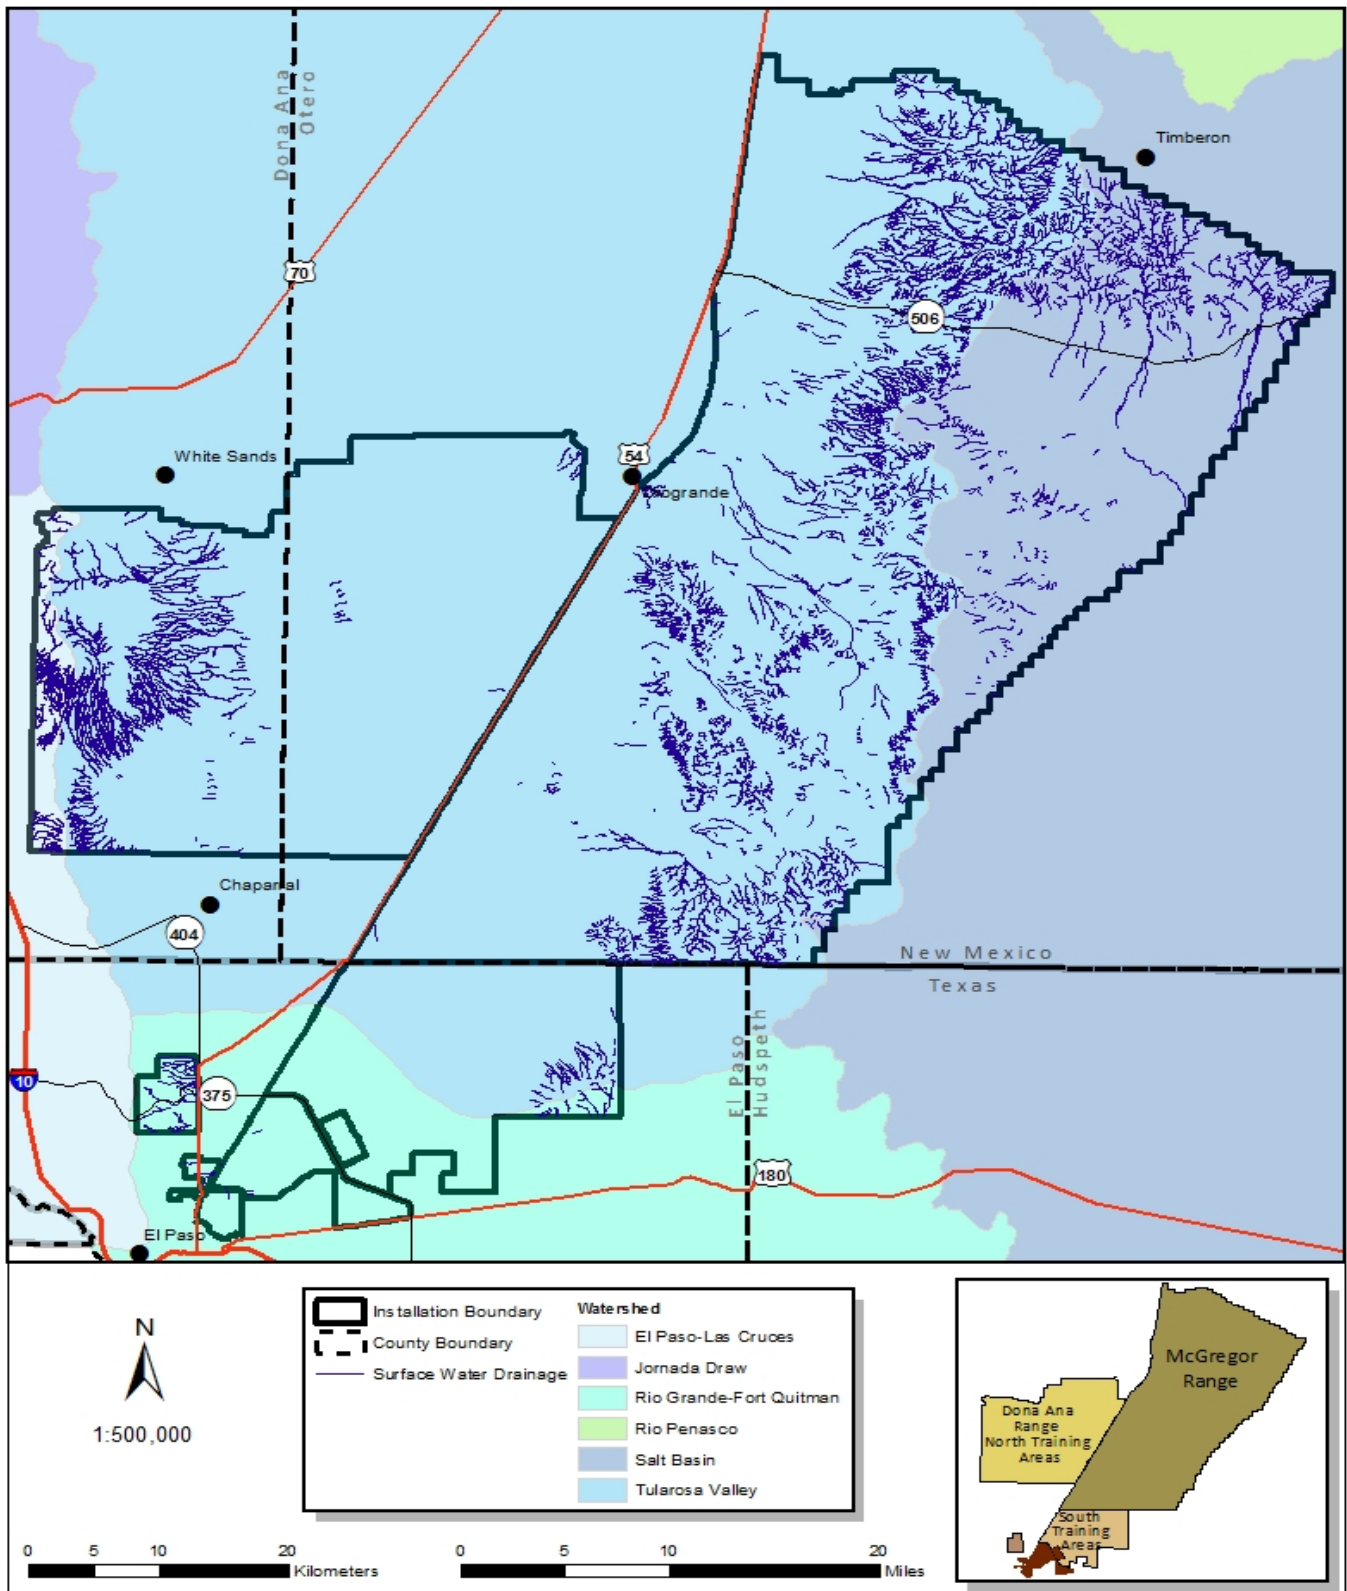 Dona Ana
Otero
Timberon
70
506
White Sands
54
Orogrande
Chaparral
404
New Mexico
Texas
El Paso
Hudspeth
10
375
180
El Paso
N
1:500,000
Installation Boundary
County Boundary
Surface Water Drainage
Watershed
El Paso-Las Cruces
Jornada Draw
Rio Grande-Fort Quitman
Rio Penasco
Salt Basin
Tularosa Valley
McGregor
Range
Dona Ana
Range
North Training
Areas
South
Training
Areas
0 5 10 20
Kilometers
0 5 10 20
Miles